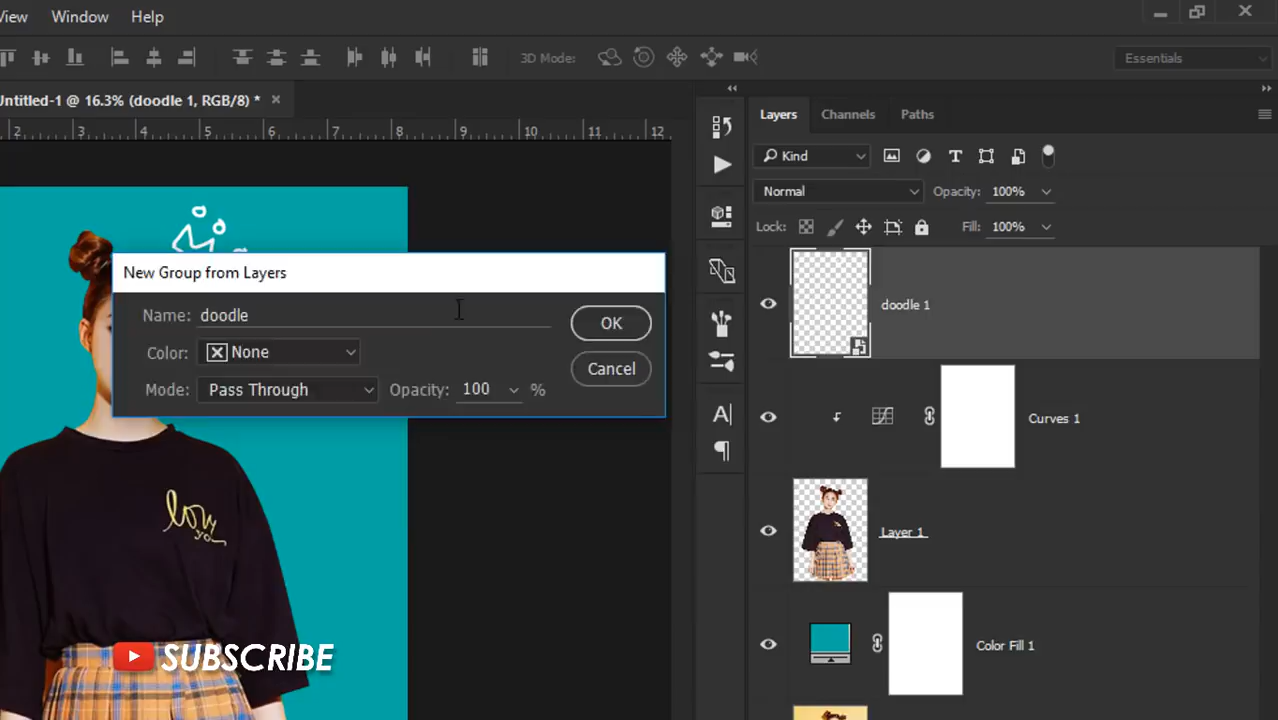 View Window Help
3D Mode: Essentials
Untitled-1 @ 16.3% (doodle 1, RGB/8) * ×
2 3 4 5 6 7 8 9 10 11 12
Layers Channels Paths
Kind
Normal Opacity: 100%
Lock: Fill: 100%
New Group from Layers
Name: doodle OK
Color: None Cancel
Mode: Pass Through Opacity: 100 %
doodle 1
Curves 1
Layer 1
Color Fill 1
love
you
SUBSCRIBE